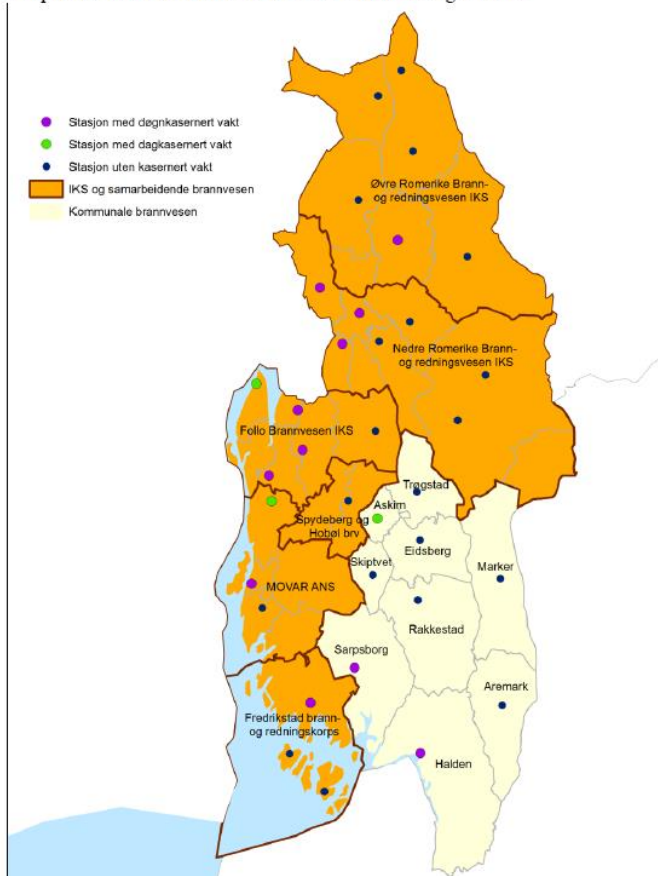 Stasjon med døgnkasernert vakt
Stasjon med dagkasernert vakt
Stasjon uten kasernert vakt
IKS og samarbeidende brannvesen
Kommunale brannvesen
Øvre Romerike Brann-
og redningsvesen IKS
Nedre Romerike Brann-
og redningsvesen IKS
Follo Brannvesen IKS
Trøgstad
Askim
Spydeberg og
Hobøl brv
Eidsberg
Skiptvet
Marker
MOVAR ANS
Rakkestad
Sarpsborg
Aremark
Fredrikstad brann-
og redningskorps
Halden